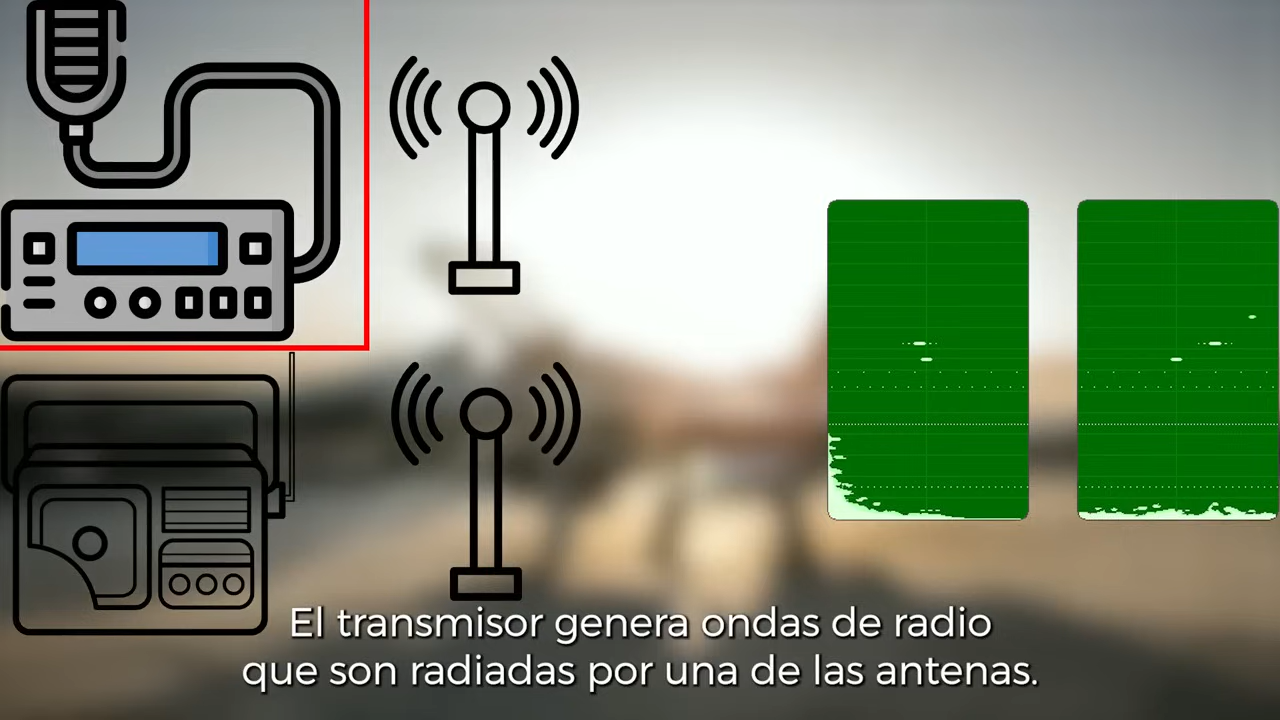 El transmisor genera ondas de radio
que son radiadas por una de las antenas.